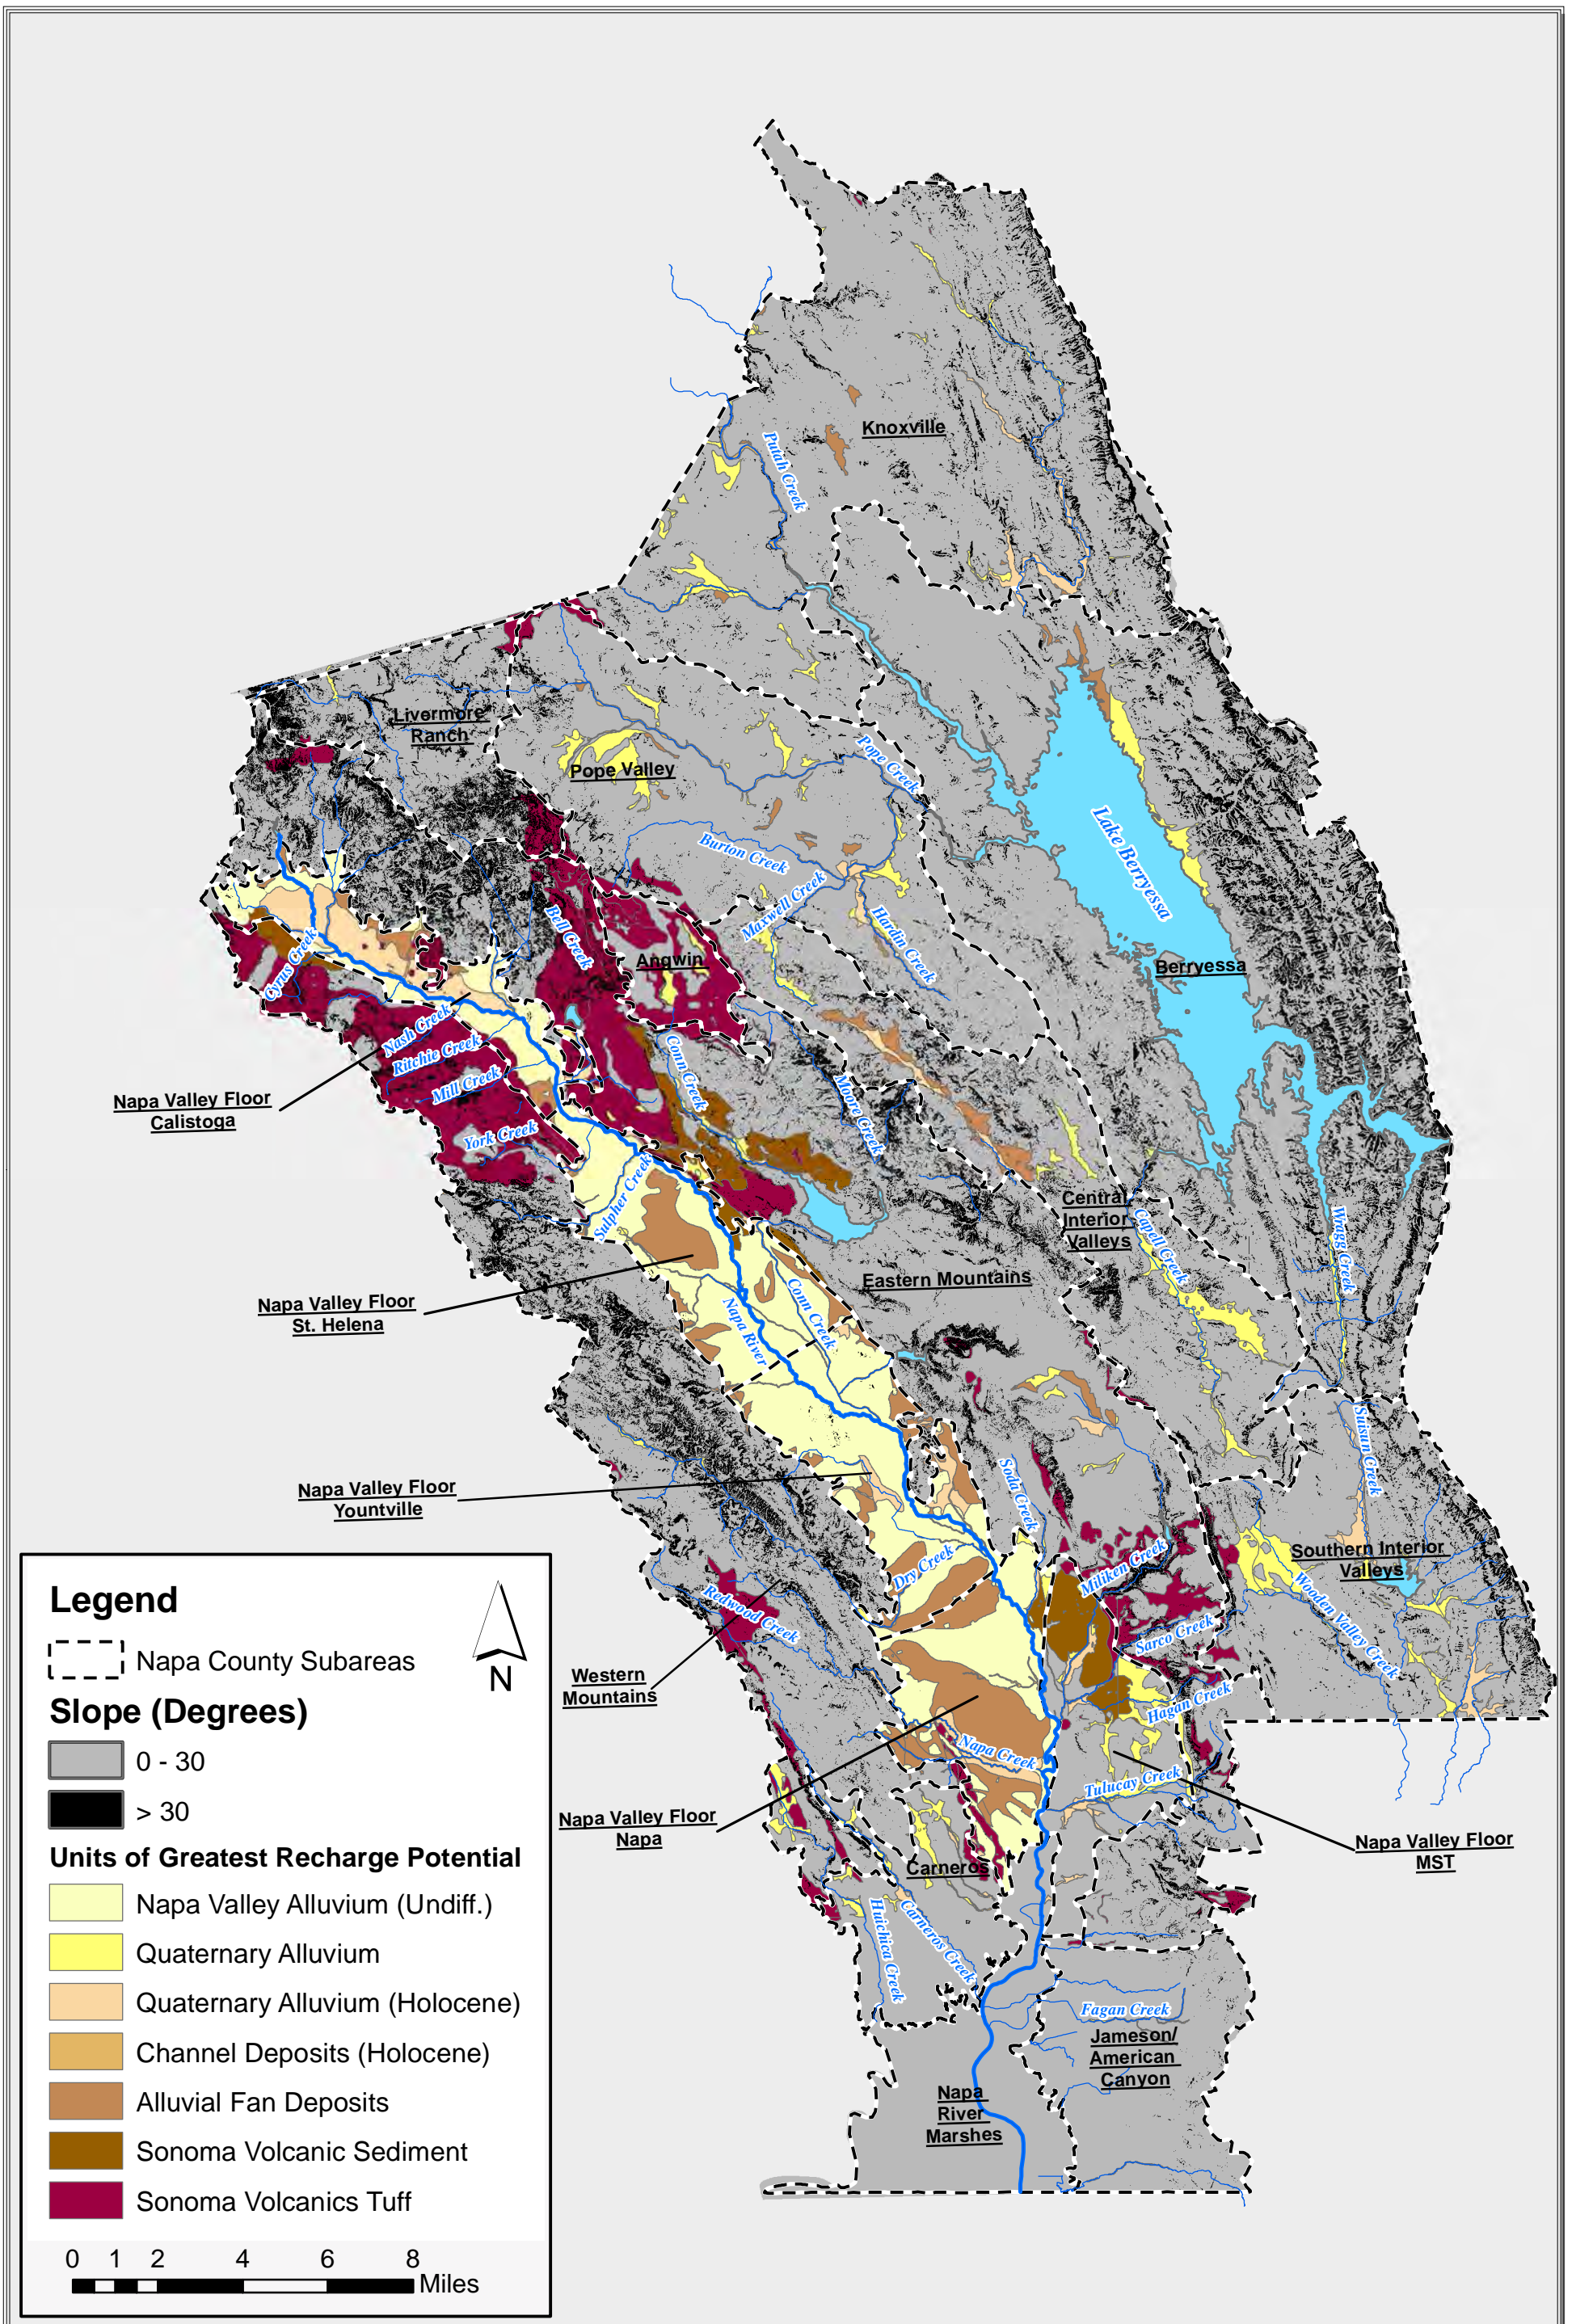 Knoxville
Putah Creek
Livermore
Ranch
Pope Valley
Pope Creek
Lake Berryessa
Burton Creek
Maxwell Creek
Hardin Creek
Bell Creek
Angwin
Berryessa
Cyrus Creek
Nash Creek
Ritchie Creek
Mill Creek
Conn Creek
Moore Creek
Napa Valley Floor
Calistoga
York Creek
Sulpher Creek
Central
Interior
Valleys
Capell Creek
Wragg Creek
Eastern Mountains
Napa Valley Floor
St. Helena
Conn Creek
Napa River
Suisun Creek
Napa Valley Floor
Yountville
Soda Creek
Dry Creek
Miliken Creek
Southern Interior
Valleys
Wooden Valley Creek
Redwood Creek
Sarco Creek
Western
Mountains
Hagan Creek
Napa Creek
Tulucay Creek
Napa Valley Floor
Napa
Napa Valley Floor
MST
Carneros
Huichica Creek
Carneros Creek
Fagan Creek
Jameson/
American
Canyon
Napa
River
Marshes
Legend
Napa County Subareas
N
Slope (Degrees)
0 - 30
> 30
Units of Greatest Recharge Potential
Napa Valley Alluvium (Undiff.)
Quaternary Alluvium
Quaternary Alluvium (Holocene)
Channel Deposits (Holocene)
Alluvial Fan Deposits
Sonoma Volcanic Sediment
Sonoma Volcanics Tuff
0 1 2 4 6 8
Miles